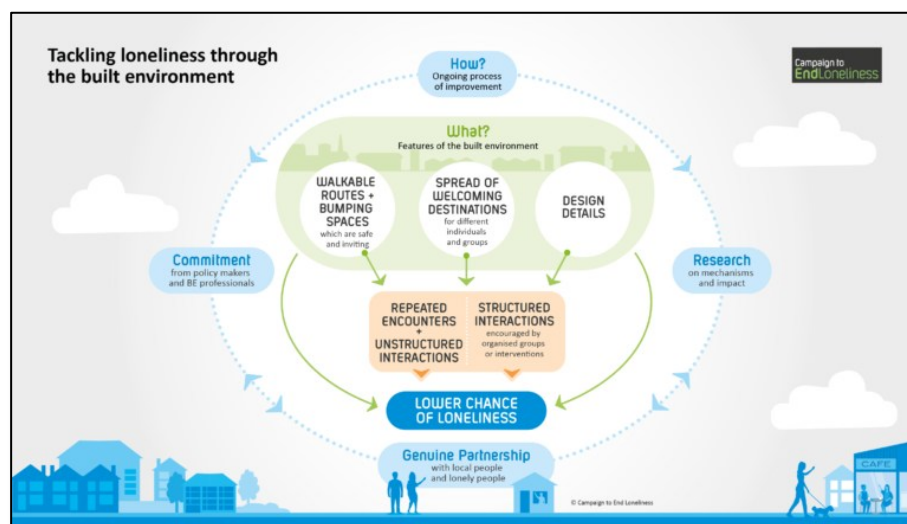 Tackling loneliness through
the built environment
Campaign to
EndLoneliness
How?
Ongoing process
of improvement
What?
Features of the built environment
WALKABLE
ROUTES +
BUMPING
SPACES
which are safe
and inviting
SPREAD OF
WELCOMING
DESTINATIONS
for different
individuals
and groups
DESIGN
DETAILS
Commitment
from policy makers
and BE professionals
Research
on mechanisms
and impact
REPEATED
ENCOUNTERS
+
UNSTRUCTURED
INTERACTIONS
STRUCTURED
INTERACTIONS
encouraged by
organised groups
or interventions
LOWER CHANCE
OF LONELINESS
Genuine Partnership
with local people
and lonely people
CAFE
© Campaign to End Loneliness